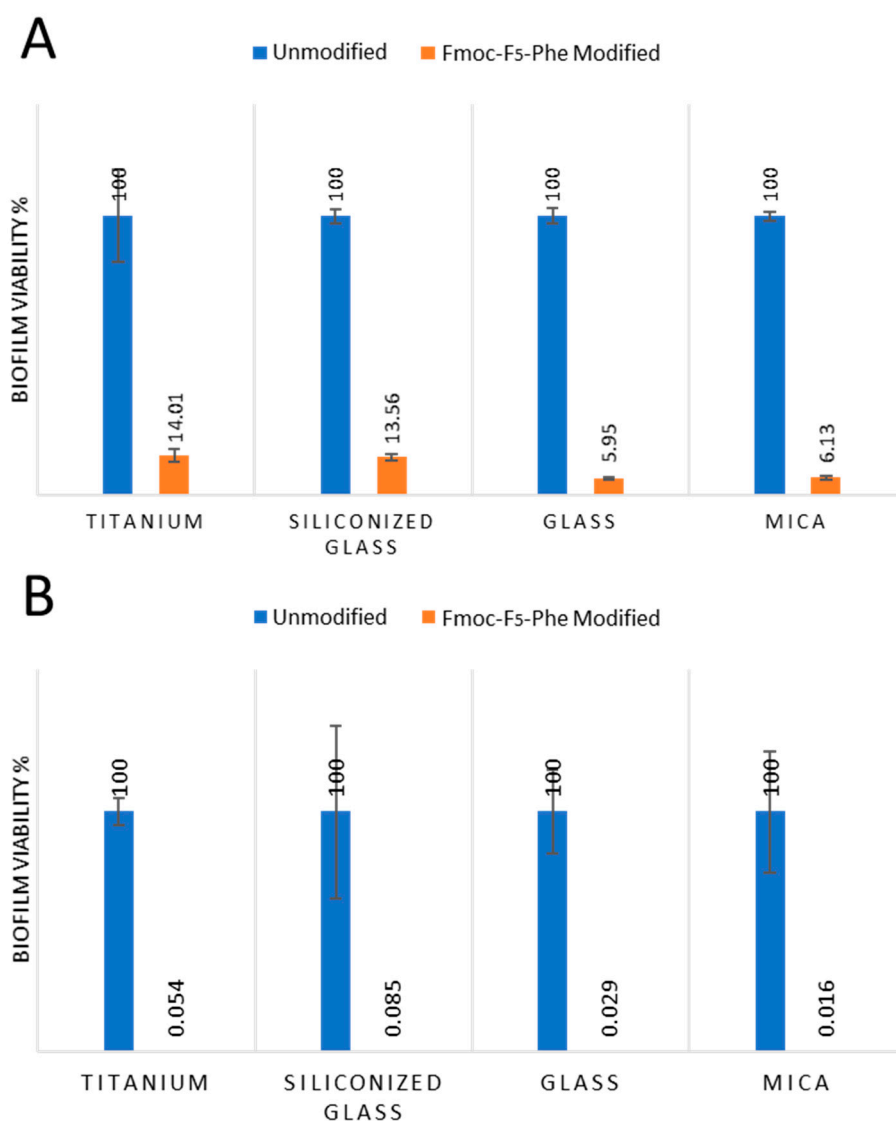 A
Unmodified Fmoc-F5-Phe Modified
BIOFILM VIABILITY %
100
14.01
100
13.56
100
5.95
100
6.13
TITANIUM
SILICONIZED
GLASS
GLASS
MICA
B
Unmodified Fmoc-F5-Phe Modified
BIOFILM VIABILITY %
100
0.054
100
0.085
100
0.029
100
0.016
TITANIUM
SILICONIZED
GLASS
GLASS
MICA